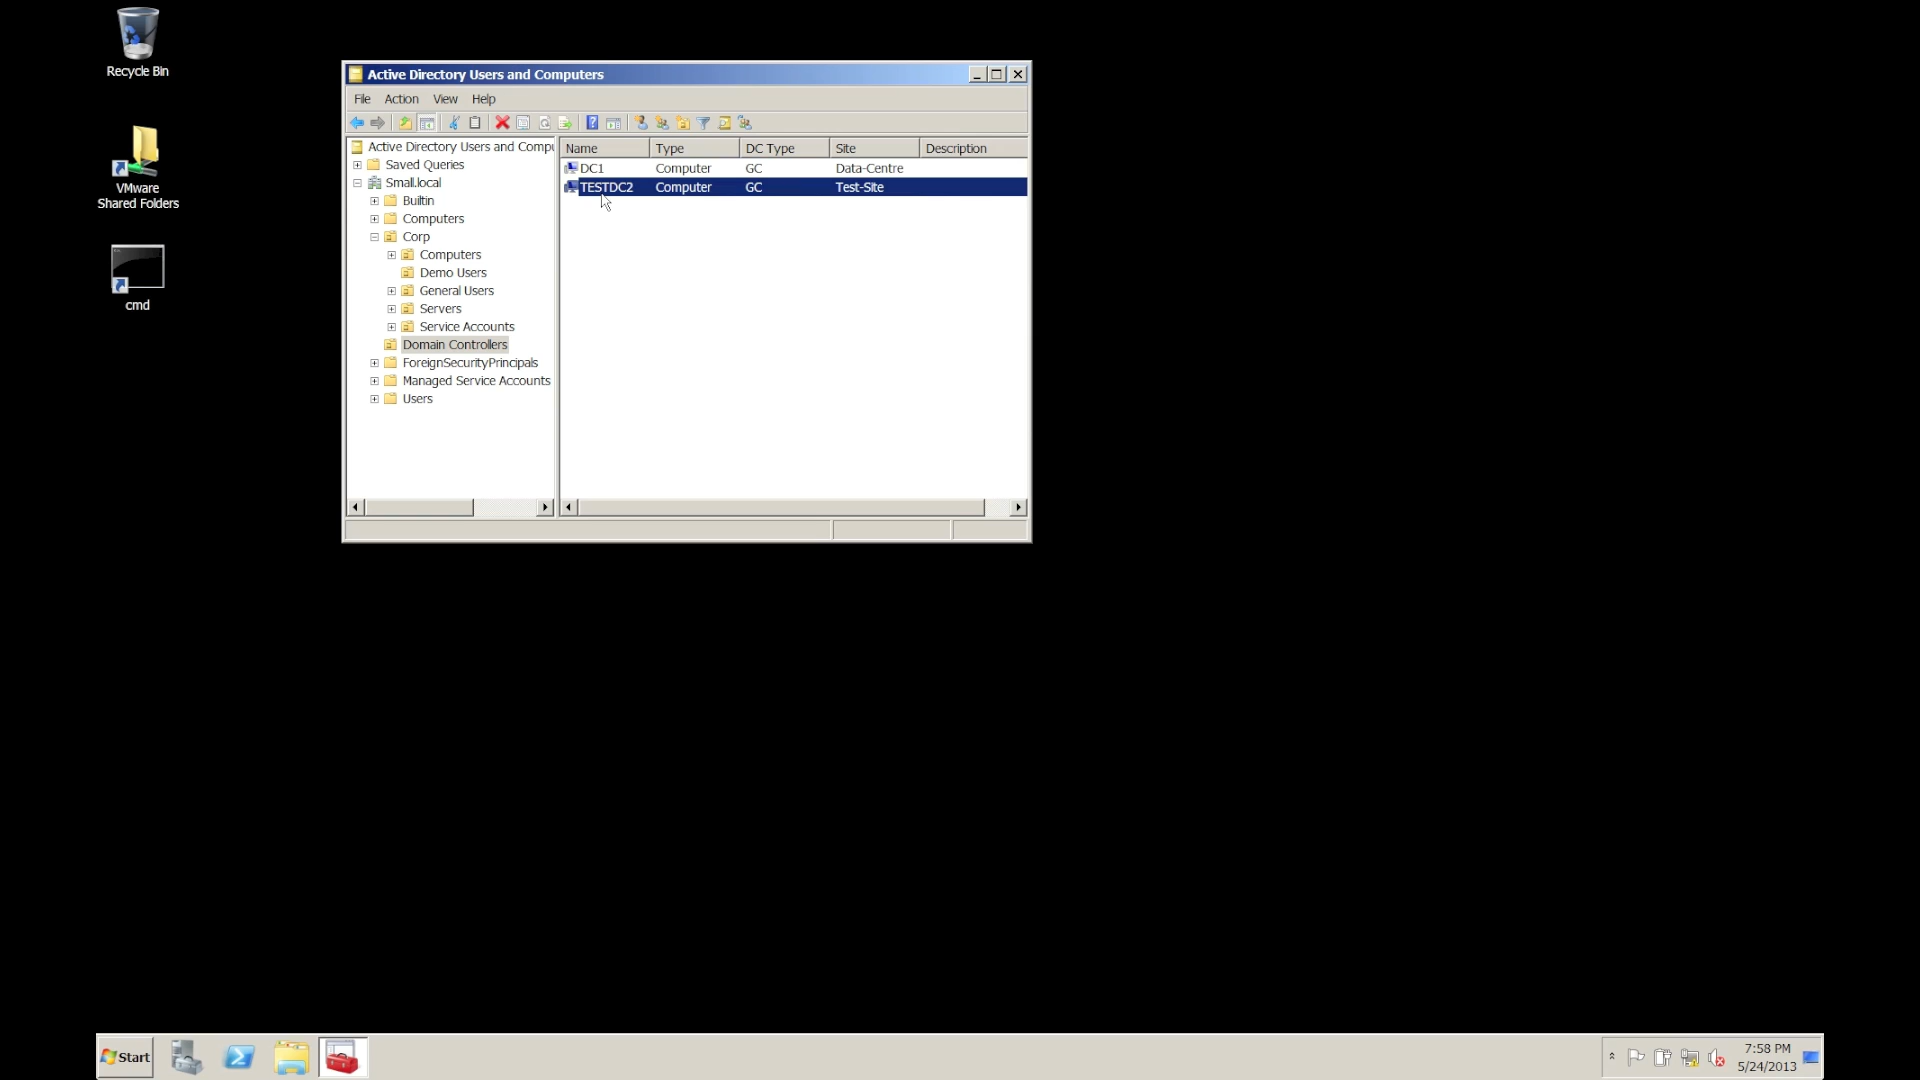 Recycle Bin
VMware
Shared Folders
cmd
Active Directory Users and Computers
File Action View Help
Active Directory Users and Compu
Saved Queries
Small.local
Builtin
Computers
Corp
Computers
Demo Users
General Users
Servers
Service Accounts
Domain Controllers
ForeignSecurityPrincipals
Managed Service Accounts
Users
Name Type DC Type Site Description
DC1 Computer GC Data-Centre
TESTDC2 Computer GC Test-Site
Start
7:58 PM
5/24/2013